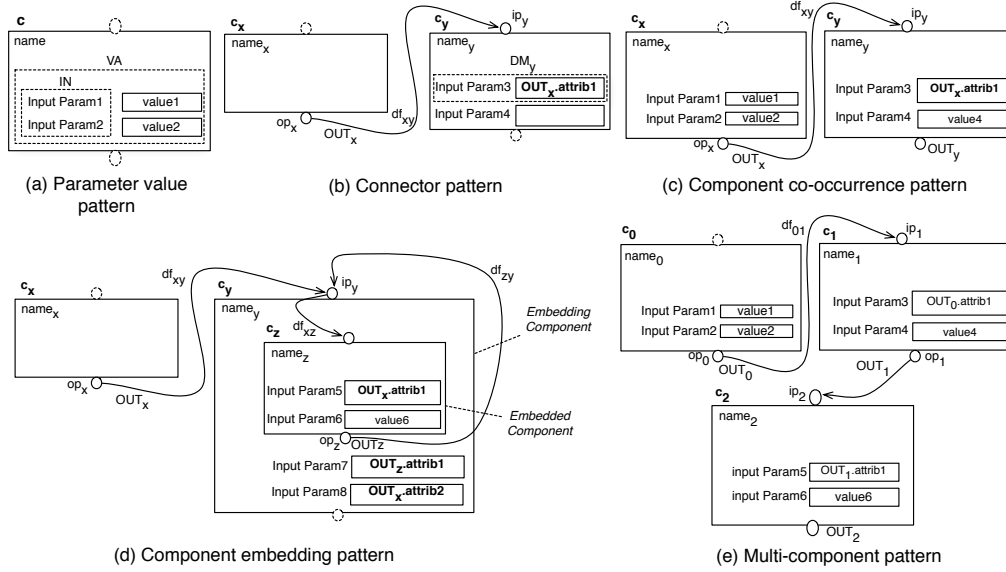 c
name
VA
IN
Input Param1 value1
Input Param2 value2
(a) Parameter value
pattern
c_x
name_x
op_x
OUT_x
df_xy
ip_y
c_y
name_y
DM_y
Input Param3 OUT_x.attrib1
Input Param4
(b) Connector pattern
c_x
name_x
Input Param1 value1
Input Param2 value2
op_x
OUT_x
df_xy
c_y
ip_y
name_y
Input Param3 OUT_x.attrib1
Input Param4 value4
OUT_y
(c) Component co-occurrence pattern
c_x
name_x
op_x
OUT_x
df_xy
c_y
ip_y
name_y
df_zy
df_xz
c_z
name_z
Input Param5 OUT_x.attrib1
Input Param6 value6
op_z
OUTz
Input Param7 OUT_z.attrib1
Input Param8 OUT_x.attrib2
Embedding
Component
Embedded
Component
(d) Component embedding pattern
c_0
name_0
Input Param1 value1
Input Param2 value2
op_0
OUT_0
df_01
c_1
ip_1
name_1
Input Param3 OUT_0.attrib1
Input Param4 value4
OUT_1
op_1
c_2
ip_2
name_2
input Param5 OUT_1.attrib1
input Param6 value6
OUT_2
(e) Multi-component pattern